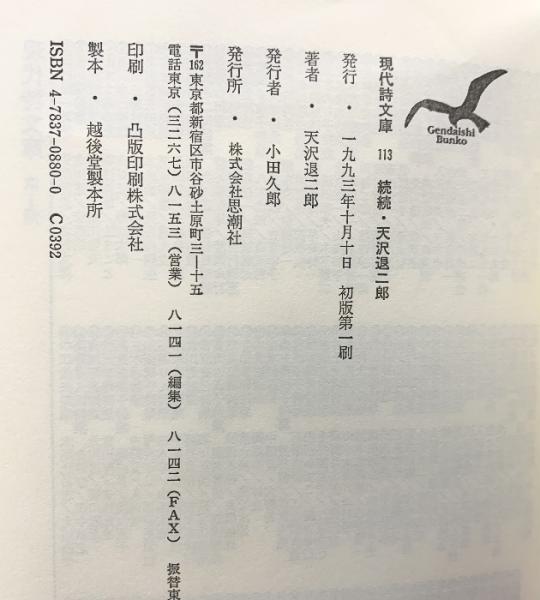 Gendaishi
Bunko
現代詩文庫 113 続続・天沢退二郎
発行・一九九三年十月十日 初版第一刷
著者・天沢退二郎
発行者・小田久郎
発行所・株式会社思潮社
〒162 東京都新宿区市谷砂土原町三—十五
電話東京(三二六七)八一五三(営業) 八一四一(編集) 八一四二(FAX) 振替東
印刷・凸版印刷株式会社
製本・越後堂製本所
ISBN 4-7837-0880-0 C0392